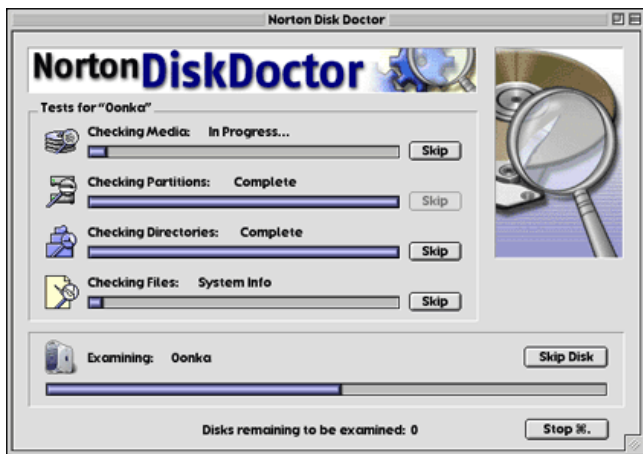 Norton Disk Doctor
NortonDiskDoctor
Tests for "Oonka"
Checking Media: In Progress...
Skip
Checking Partitions: Complete
Skip
Checking Directories: Complete
Skip
Checking Files: System Info
Skip
Examining: Oonka
Skip Disk
Disks remaining to be examined: 0
Stop ⌘.